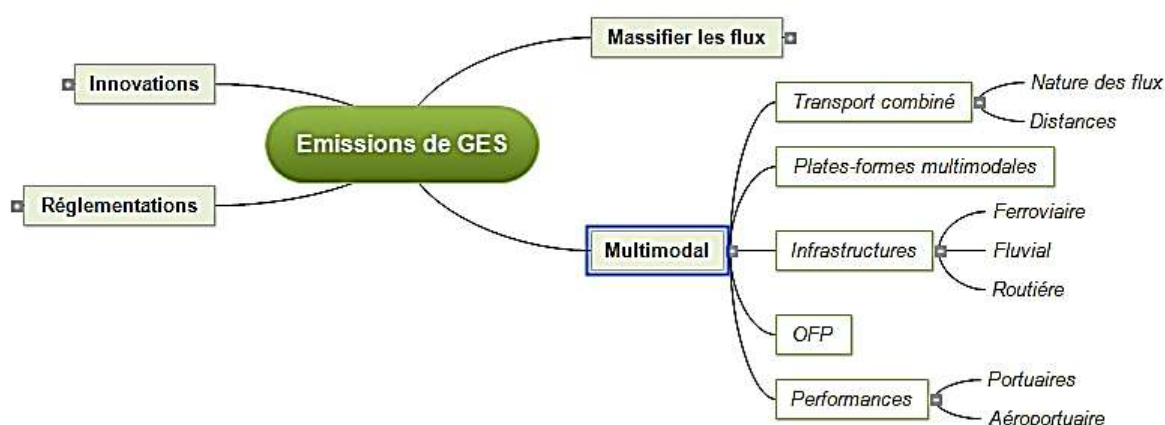 Massifier les flux
Innovations
Emissions de GES
Réglementations
Multimodal
Transport combiné
Nature des flux
Distances
Plates-formes multimodales
Infrastructures
Ferroviaire
Fluvial
Routiére
OFP
Performances
Portuaires
Aéroportuaire